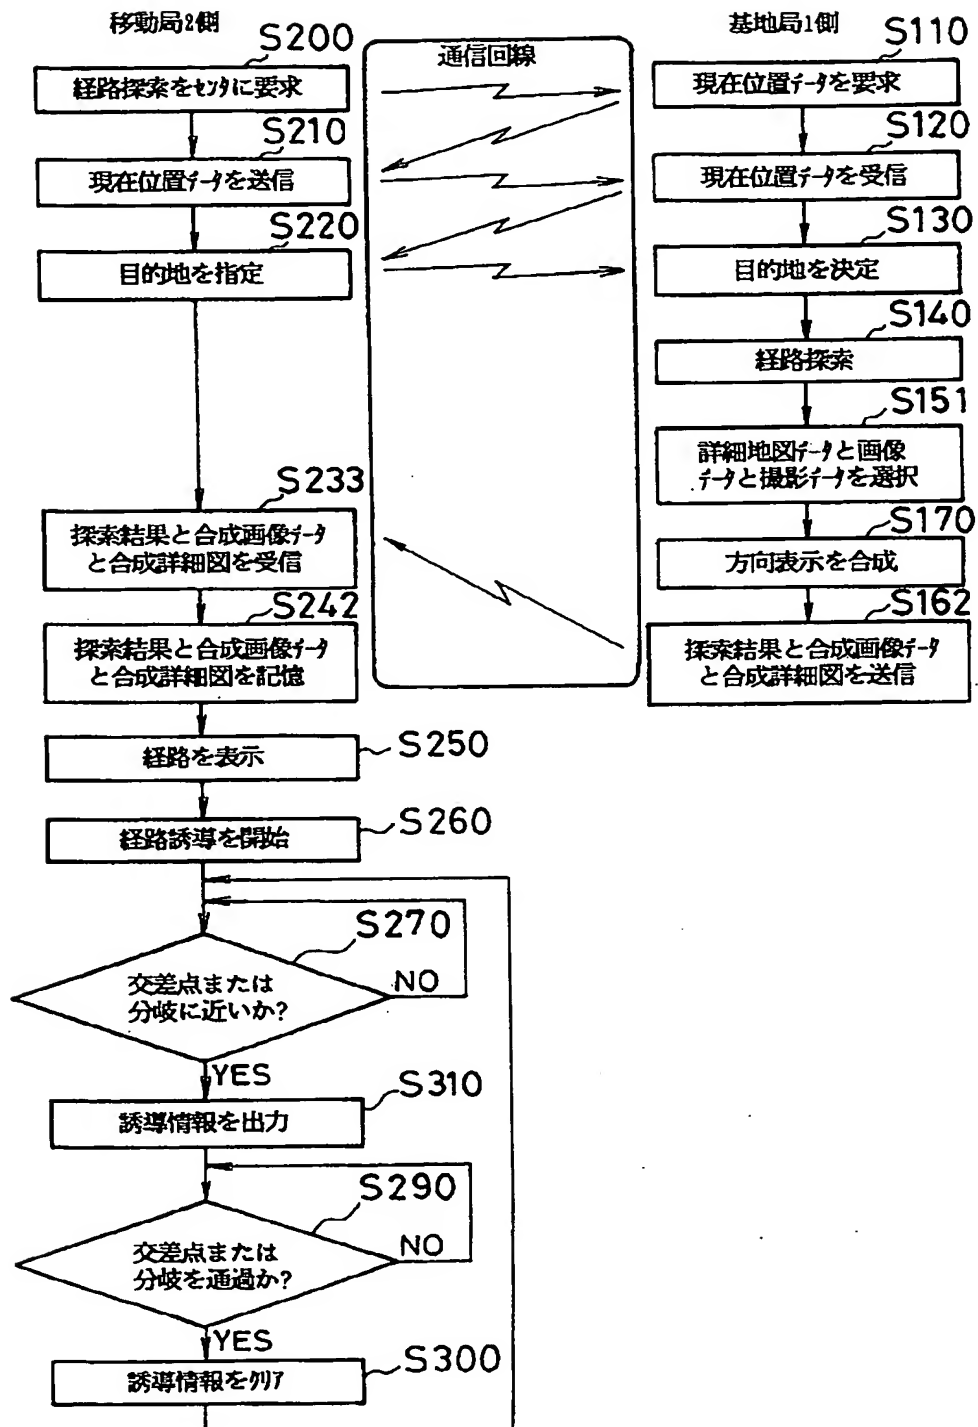 移動局2側
S200
経路探索をセンタに要求
S210
現在位置データを送信
S220
目的地を指定
S233
探索結果と合成画像データ
と合成詳細図を受信
S242
探索結果と合成画像データ
と合成詳細図を記憶
経路を表示
S250
経路誘導を開始
S260
S270
交差点または
分岐に近いか?
NO
YES
S310
誘導情報を出力
S290
交差点または
分岐を通過か?
NO
YES
S300
誘導情報をクリア
通信回線
基地局1側
S110
現在位置データを要求
S120
現在位置データを受信
S130
目的地を決定
S140
経路探索
S151
詳細地図データと画像
データと撮影データを選択
S170
方向表示を合成
S162
探索結果と合成画像データ
と合成詳細図を送信